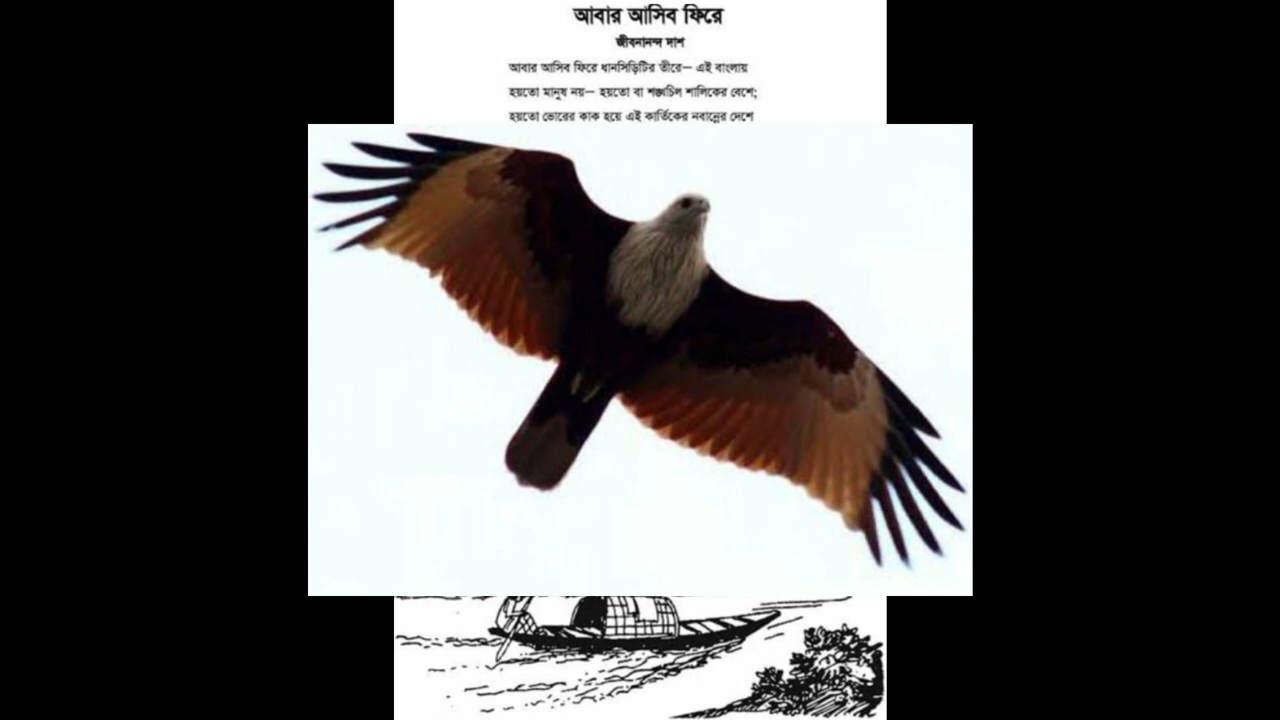 আবার আসিব ফিরে
জীবনানন্দ দাশ
আবার আসিব ফিরে ধানসিড়িটির তীরে– এই বাংলায়
হয়তো মানুষ নয়– হয়তো বা শঙ্খচিল শালিকের বেশে;
হয়তো ভোরের কাক হয়ে এই কার্তিকের নবান্নের দেশে